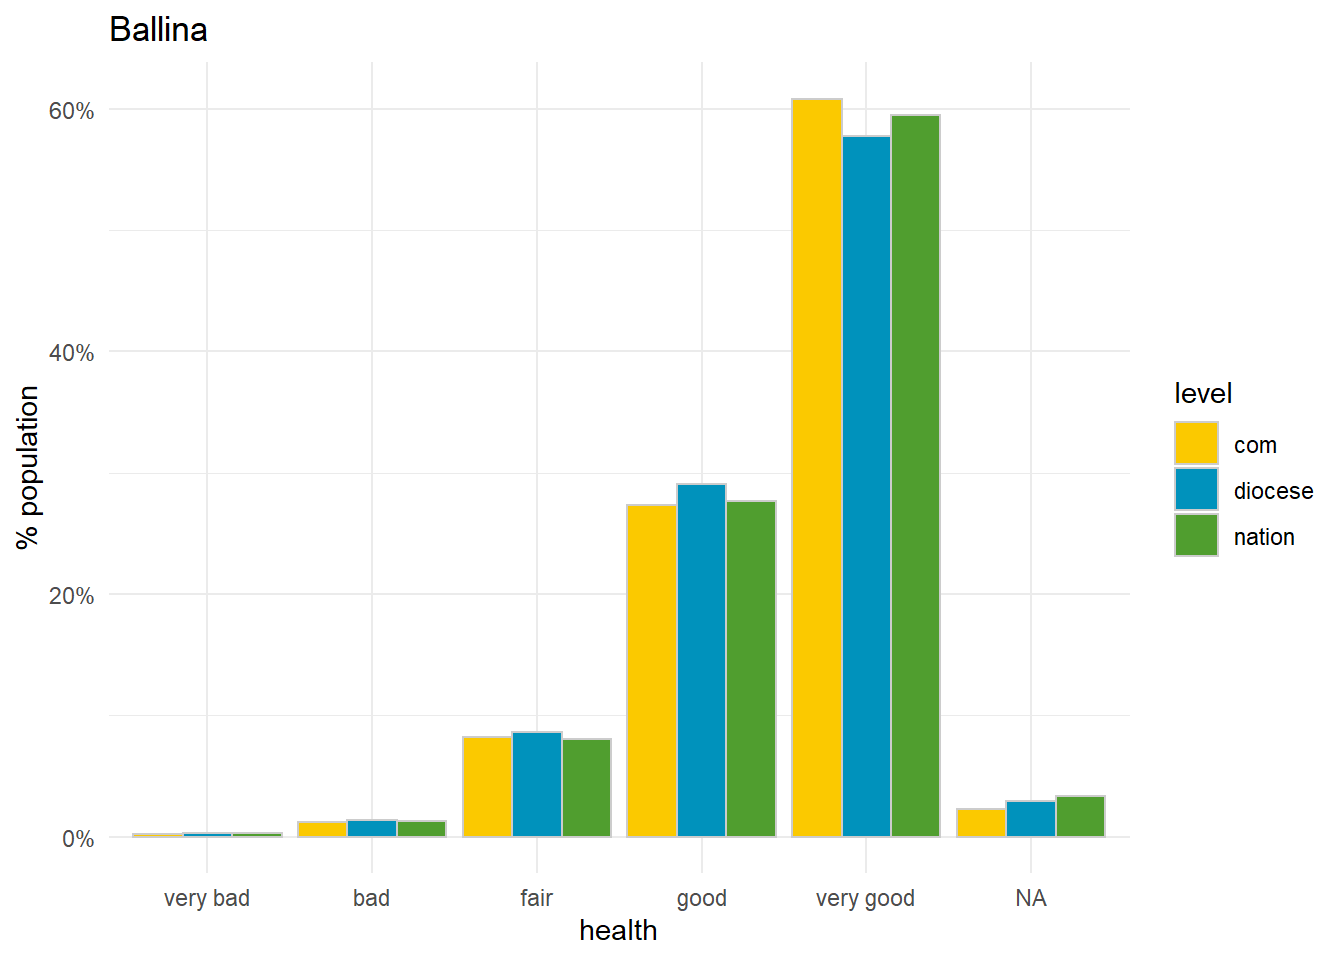 Ballina
60%
40%
20%
0%
% population
very bad
bad
fair
good
very good
NA
health
level
com
diocese
nation